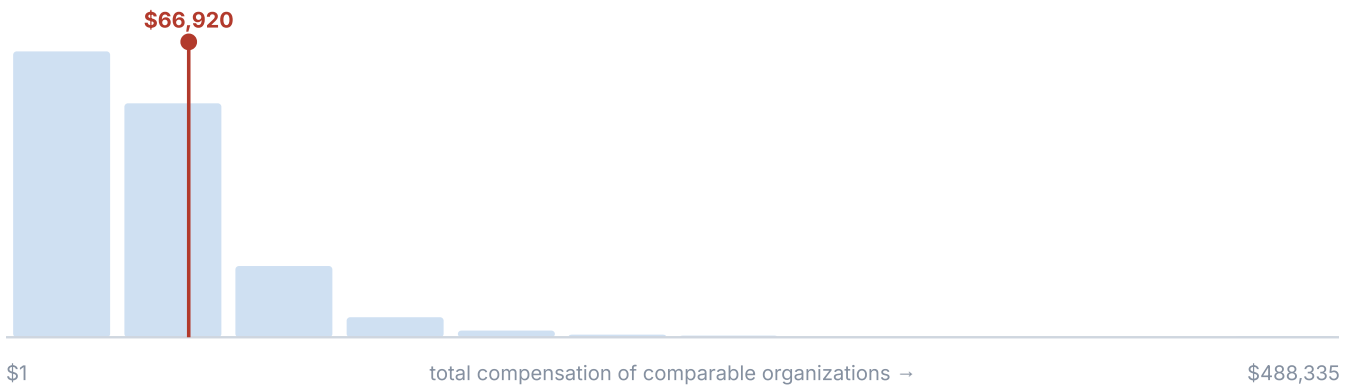 $66,920
$1 total compensation of comparable organizations → $488,335